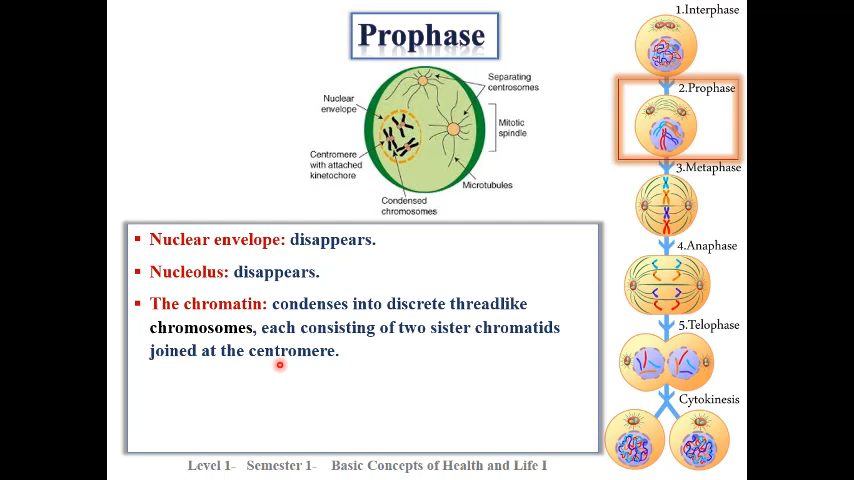 Prophase
Nuclear
envelope
Centromere
with attached
kinetochore
Condensed
chromosomes
Separating
centrosomes
Mitotic
spindle
Microtubules
Nuclear envelope: disappears.
Nucleolus: disappears.
The chromatin: condenses into discrete threadlike
chromosomes, each consisting of two sister chromatids
joined at the centromere.
1.Interphase
2.Prophase
3.Metaphase
4.Anaphase
5.Telophase
Cytokinesis
Level 1- Semester 1- Basic Concepts of Health and Life I